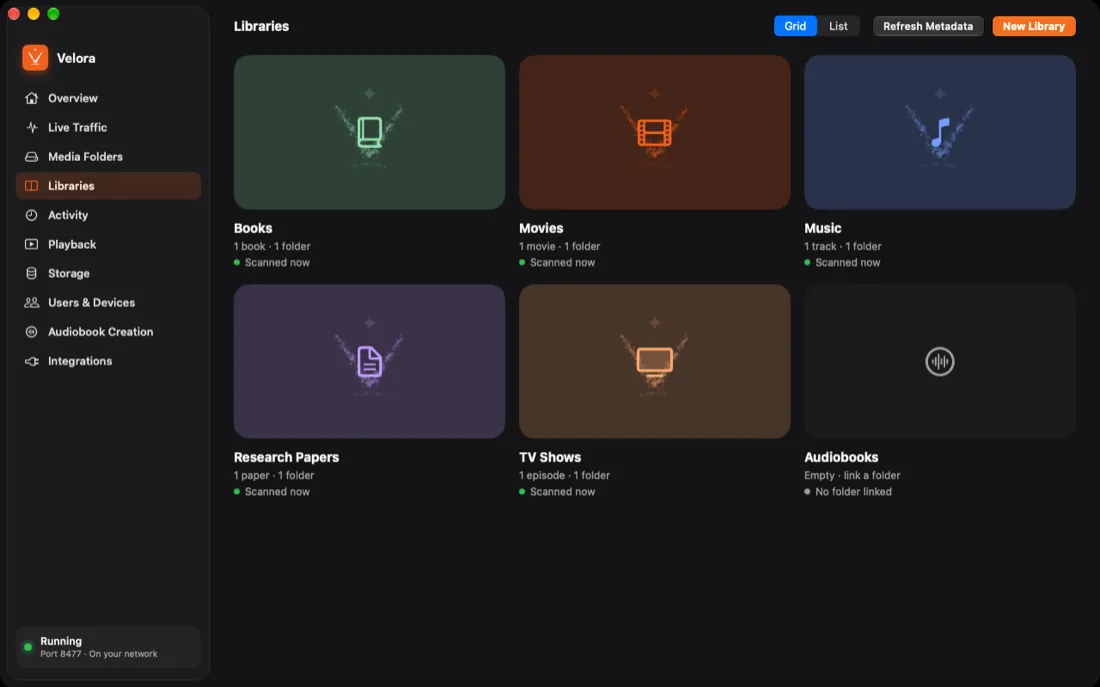 Velora
Overview
Live Traffic
Media Folders
Libraries
Activity
Playback
Storage
Users & Devices
Audiobook Creation
Integrations
Running
Port 8477 · On your network
Libraries
Grid
List
Refresh Metadata
New Library
Books
1 book · 1 folder
Scanned now
Movies
1 movie · 1 folder
Scanned now
Music
1 track · 1 folder
Scanned now
Research Papers
1 paper · 1 folder
Scanned now
TV Shows
1 episode · 1 folder
Scanned now
Audiobooks
Empty · link a folder
No folder linked